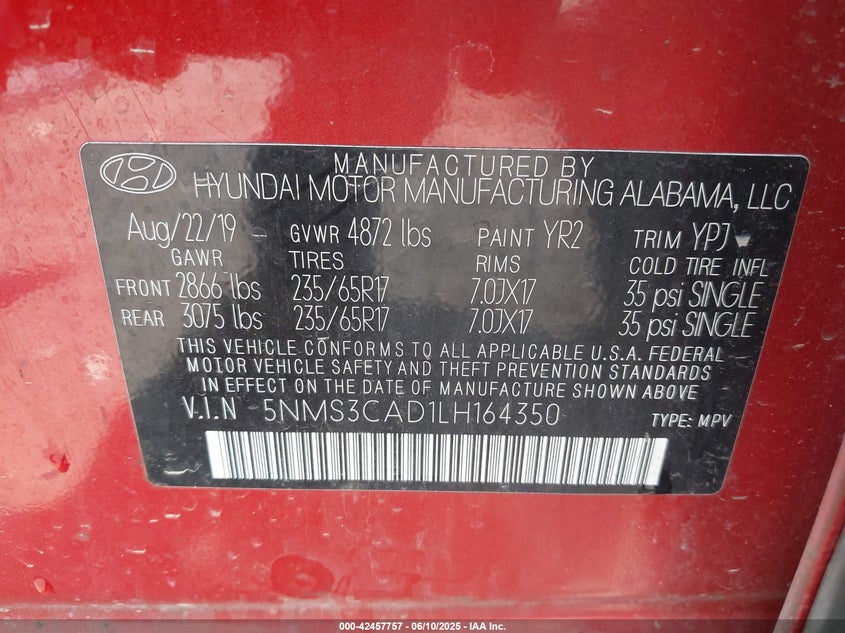 MANUFACTURED BY
HYUNDAI MOTOR MANUFACTURING ALABAMA, LLC
Aug/22/19 GVWR 4872 lbs PAINT YR2 TRIM YPJ
GAWR TIRES RIMS COLD TIRE INFL
FRONT 2866 lbs 235/65R17 7.0JX17 35 psi SINGLE
REAR 3075 lbs 235/65R17 7.0JX17 35 psi SINGLE
THIS VEHICLE CONFORMS TO ALL APPLICABLE U.S.A. FEDERAL
MOTOR VEHICLE SAFETY AND THEFT PREVENTION STANDARDS
IN EFFECT ON THE DATE OF MANUFACTURE SHOWN ABOVE
V.I.N 5NMS3CAD1LH164350 TYPE: MPV
000-42457757 - 06/10/2025 - IAA Inc.